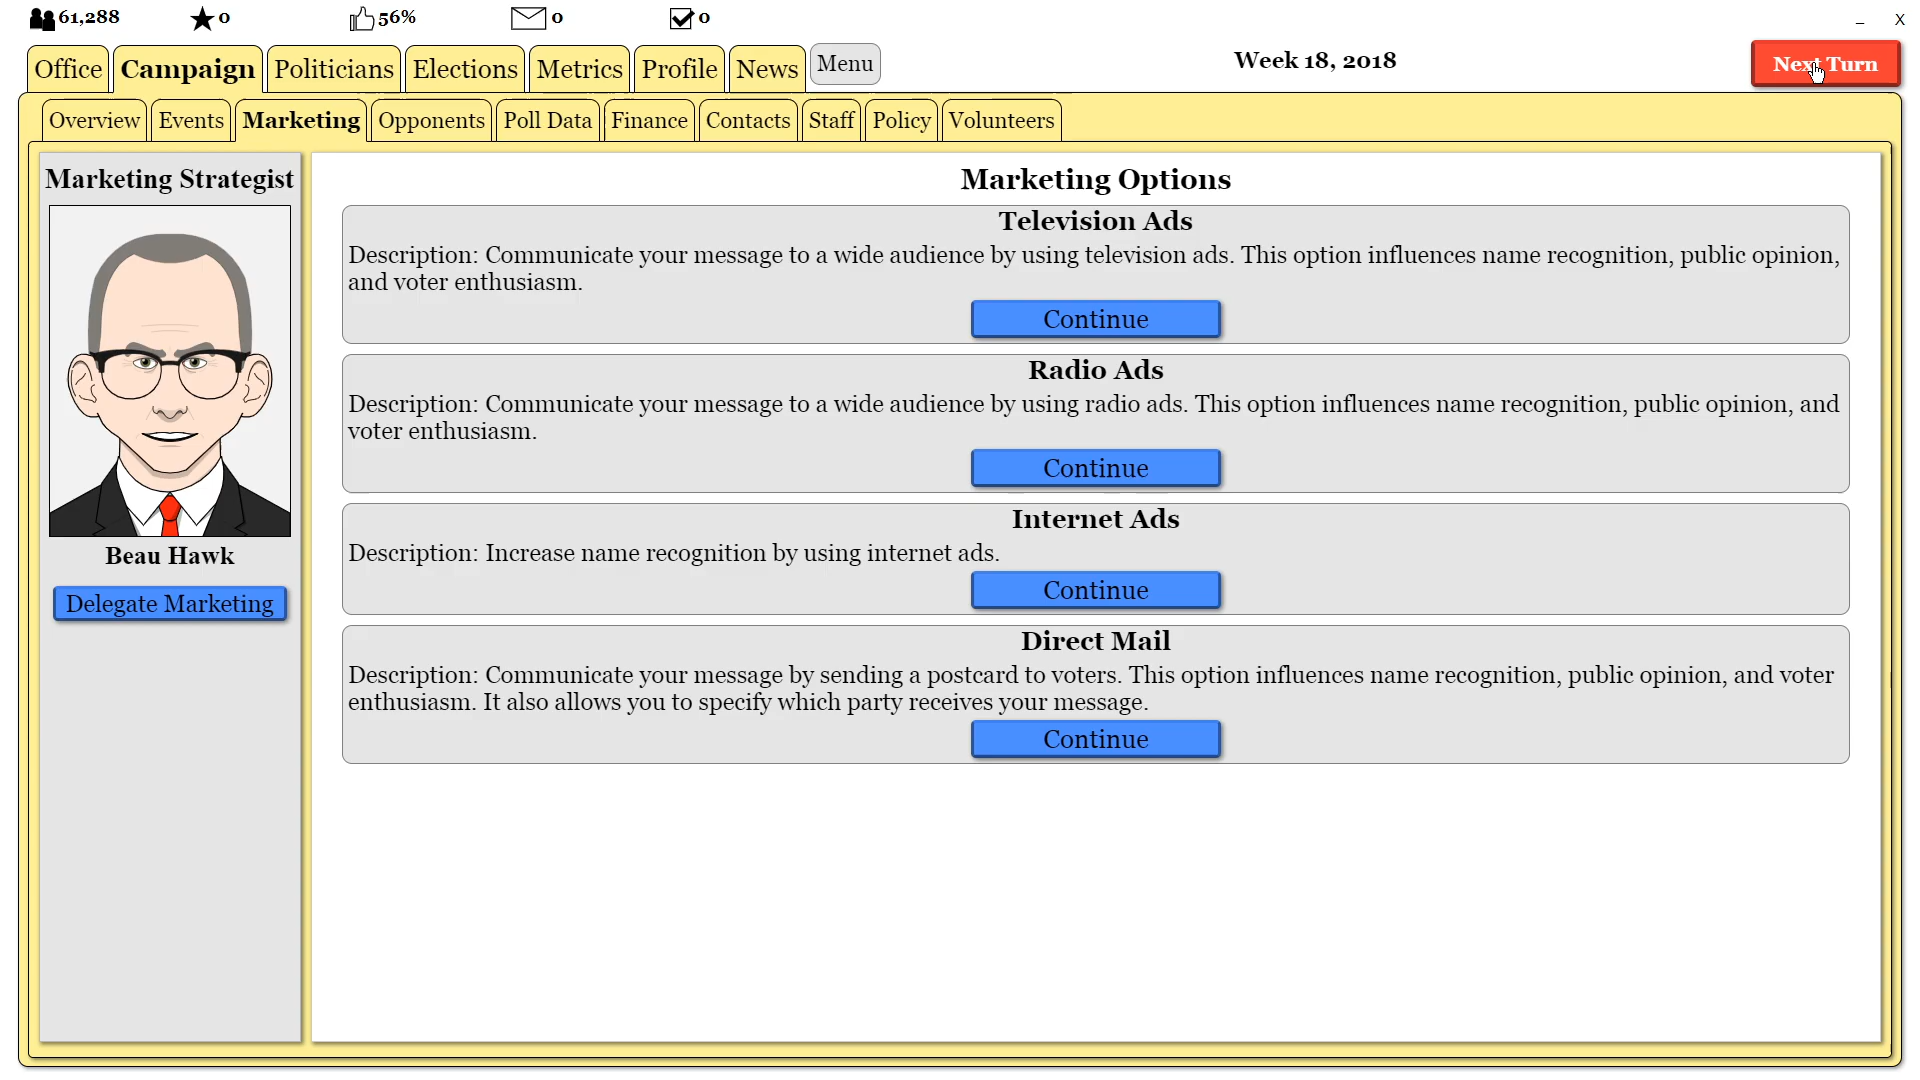 61,288 0 56% 0 0 _ X
Office Campaign Politicians Elections Metrics Profile News Menu Week 18, 2018 Next Turn
Overview Events Marketing Opponents Poll Data Finance Contacts Staff Policy Volunteers
Marketing Strategist
Beau Hawk
Delegate Marketing
Marketing Options
Television Ads
Description: Communicate your message to a wide audience by using television ads. This option influences name recognition, public opinion,
and voter enthusiasm.
Continue
Radio Ads
Description: Communicate your message to a wide audience by using radio ads. This option influences name recognition, public opinion, and
voter enthusiasm.
Continue
Internet Ads
Description: Increase name recognition by using internet ads.
Continue
Direct Mail
Description: Communicate your message by sending a postcard to voters. This option influences name recognition, public opinion, and voter
enthusiasm. It also allows you to specify which party receives your message.
Continue